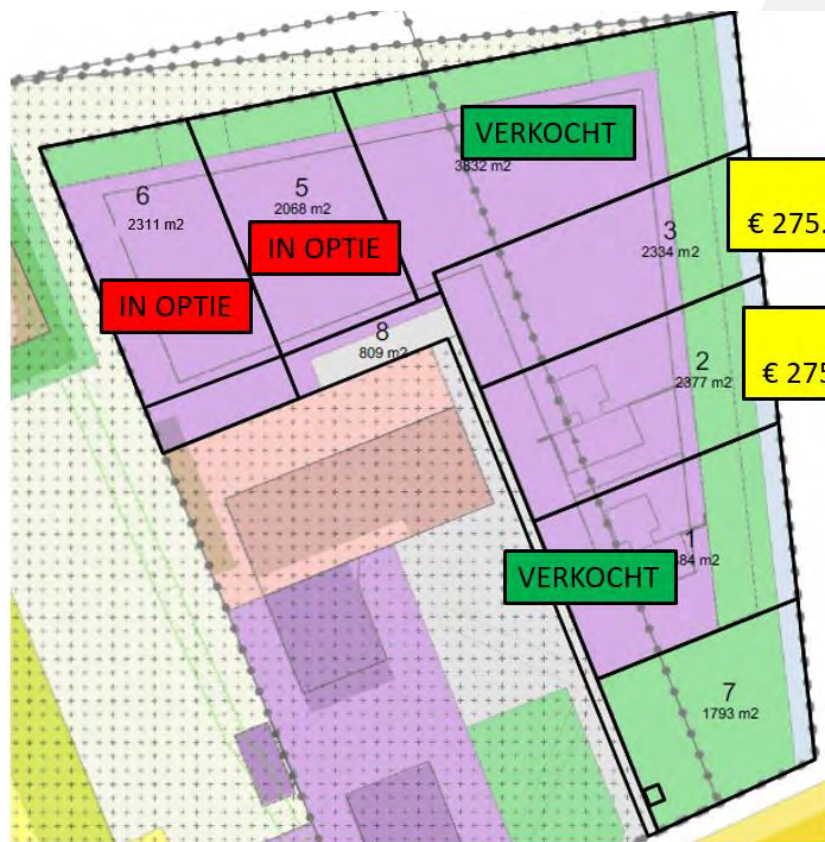 VERKOCHT
3832 m2
6
2311 m2
5
2068 m2
IN OPTIE
IN OPTIE
3
2334 m2
€ 275.
8
809 m2
2
2377 m2
€ 275
1
84 m2
VERKOCHT
7
1793 m2